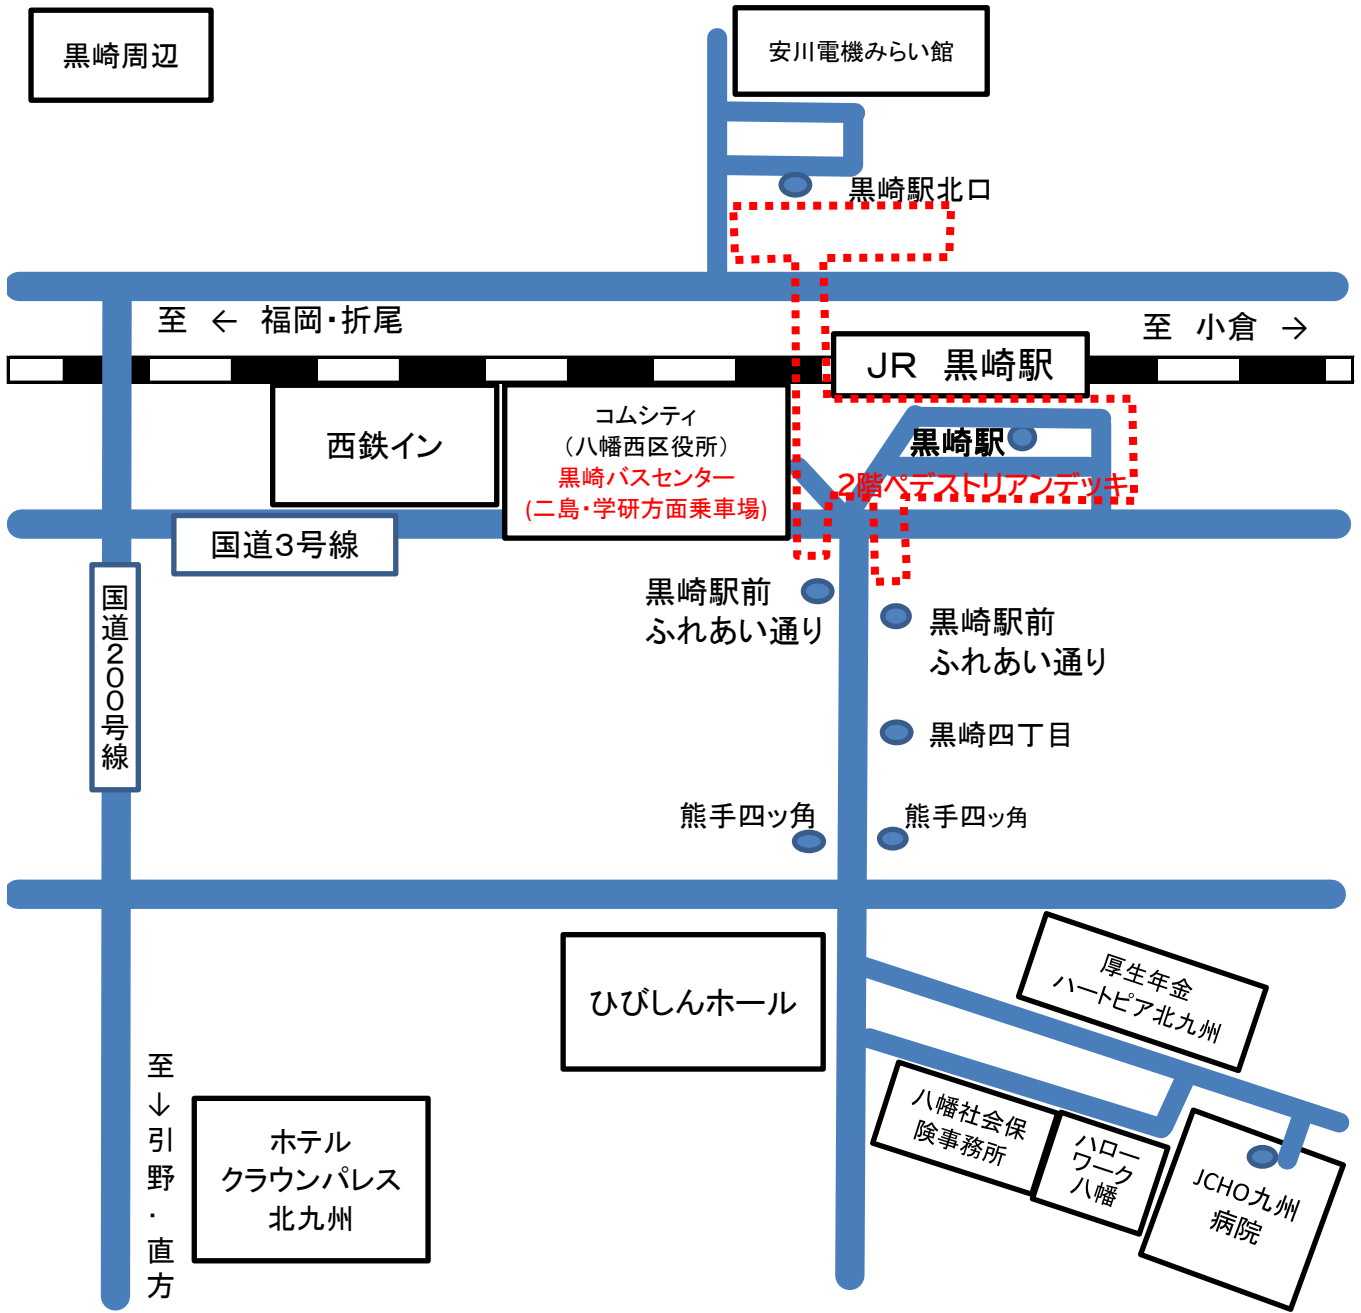 黒崎周辺
安川電機みらい館
黒崎駅北口
至 ← 福岡・折尾
至 小倉 →
JR 黒崎駅
西鉄イン
コムシティ
(八幡西区役所)
黒崎バスセンター
(二島・学研方面乗車場)
黒崎駅
2階ペデストリアンデッキ
国道3号線
国道200号線
黒崎駅前
ふれあい通り
黒崎駅前
ふれあい通り
黒崎四丁目
熊手四ッ角
熊手四ッ角
ひびしんホール
厚生年金
ハートピア北九州
八幡社会保
険事務所
ハロー
ワーク
八幡
JCHO九州
病院
至↓引野・直方
ホテル
クラウンパレス
北九州